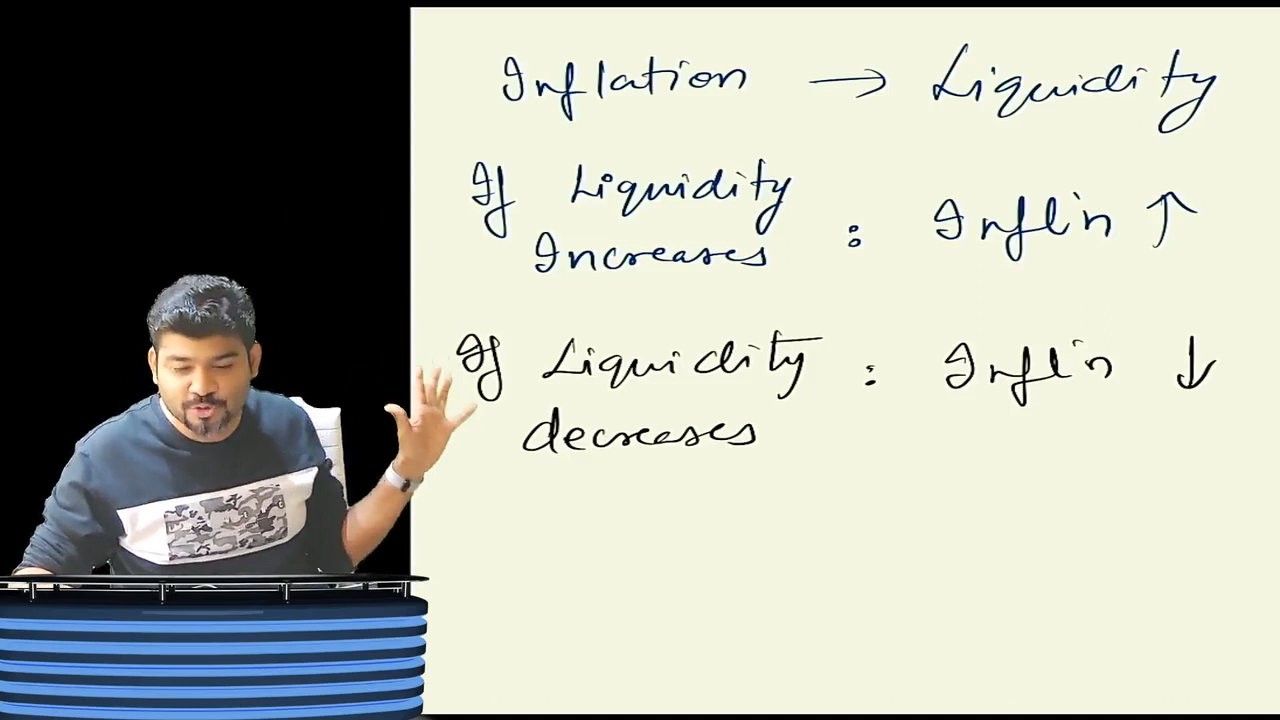 Inflation → Liquidity
If Liquidity
Increases : Infl'n ↑
If Liquidity : Infl'n ↓
decreases